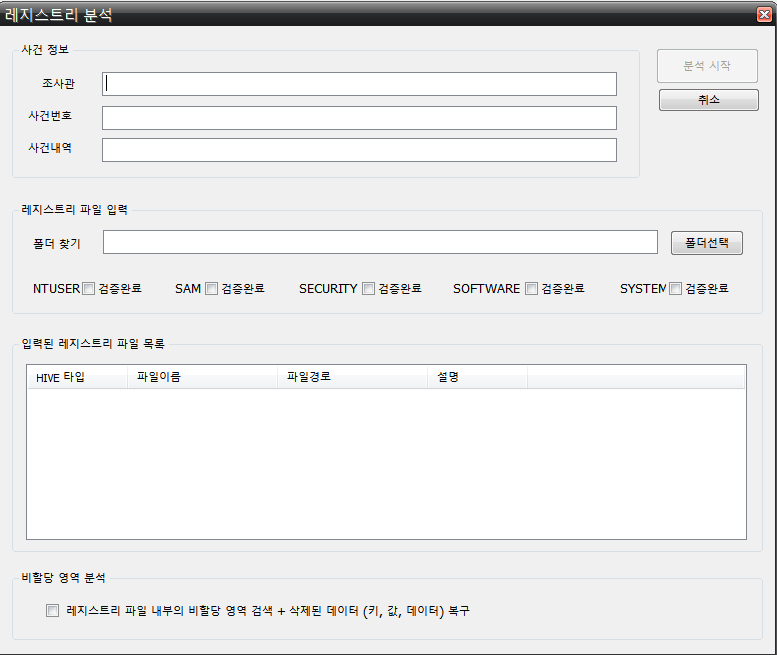 레지스트리 분석
사건 정보
분석 시작
조사관
취소
사건번호
사건내역
레지스트리 파일 입력
폴더 찾기
폴더선택
NTUSER 검증완료 SAM 검증완료 SECURITY 검증완료 SOFTWARE 검증완료 SYSTEM 검증완료
입력된 레지스트리 파일 목록
HIVE 타입 파일이름 파일경로 설명
비할당 영역 분석
레지스트리 파일 내부의 비할당 영역 검색 + 삭제된 데이터 (키, 값, 데이터) 복구